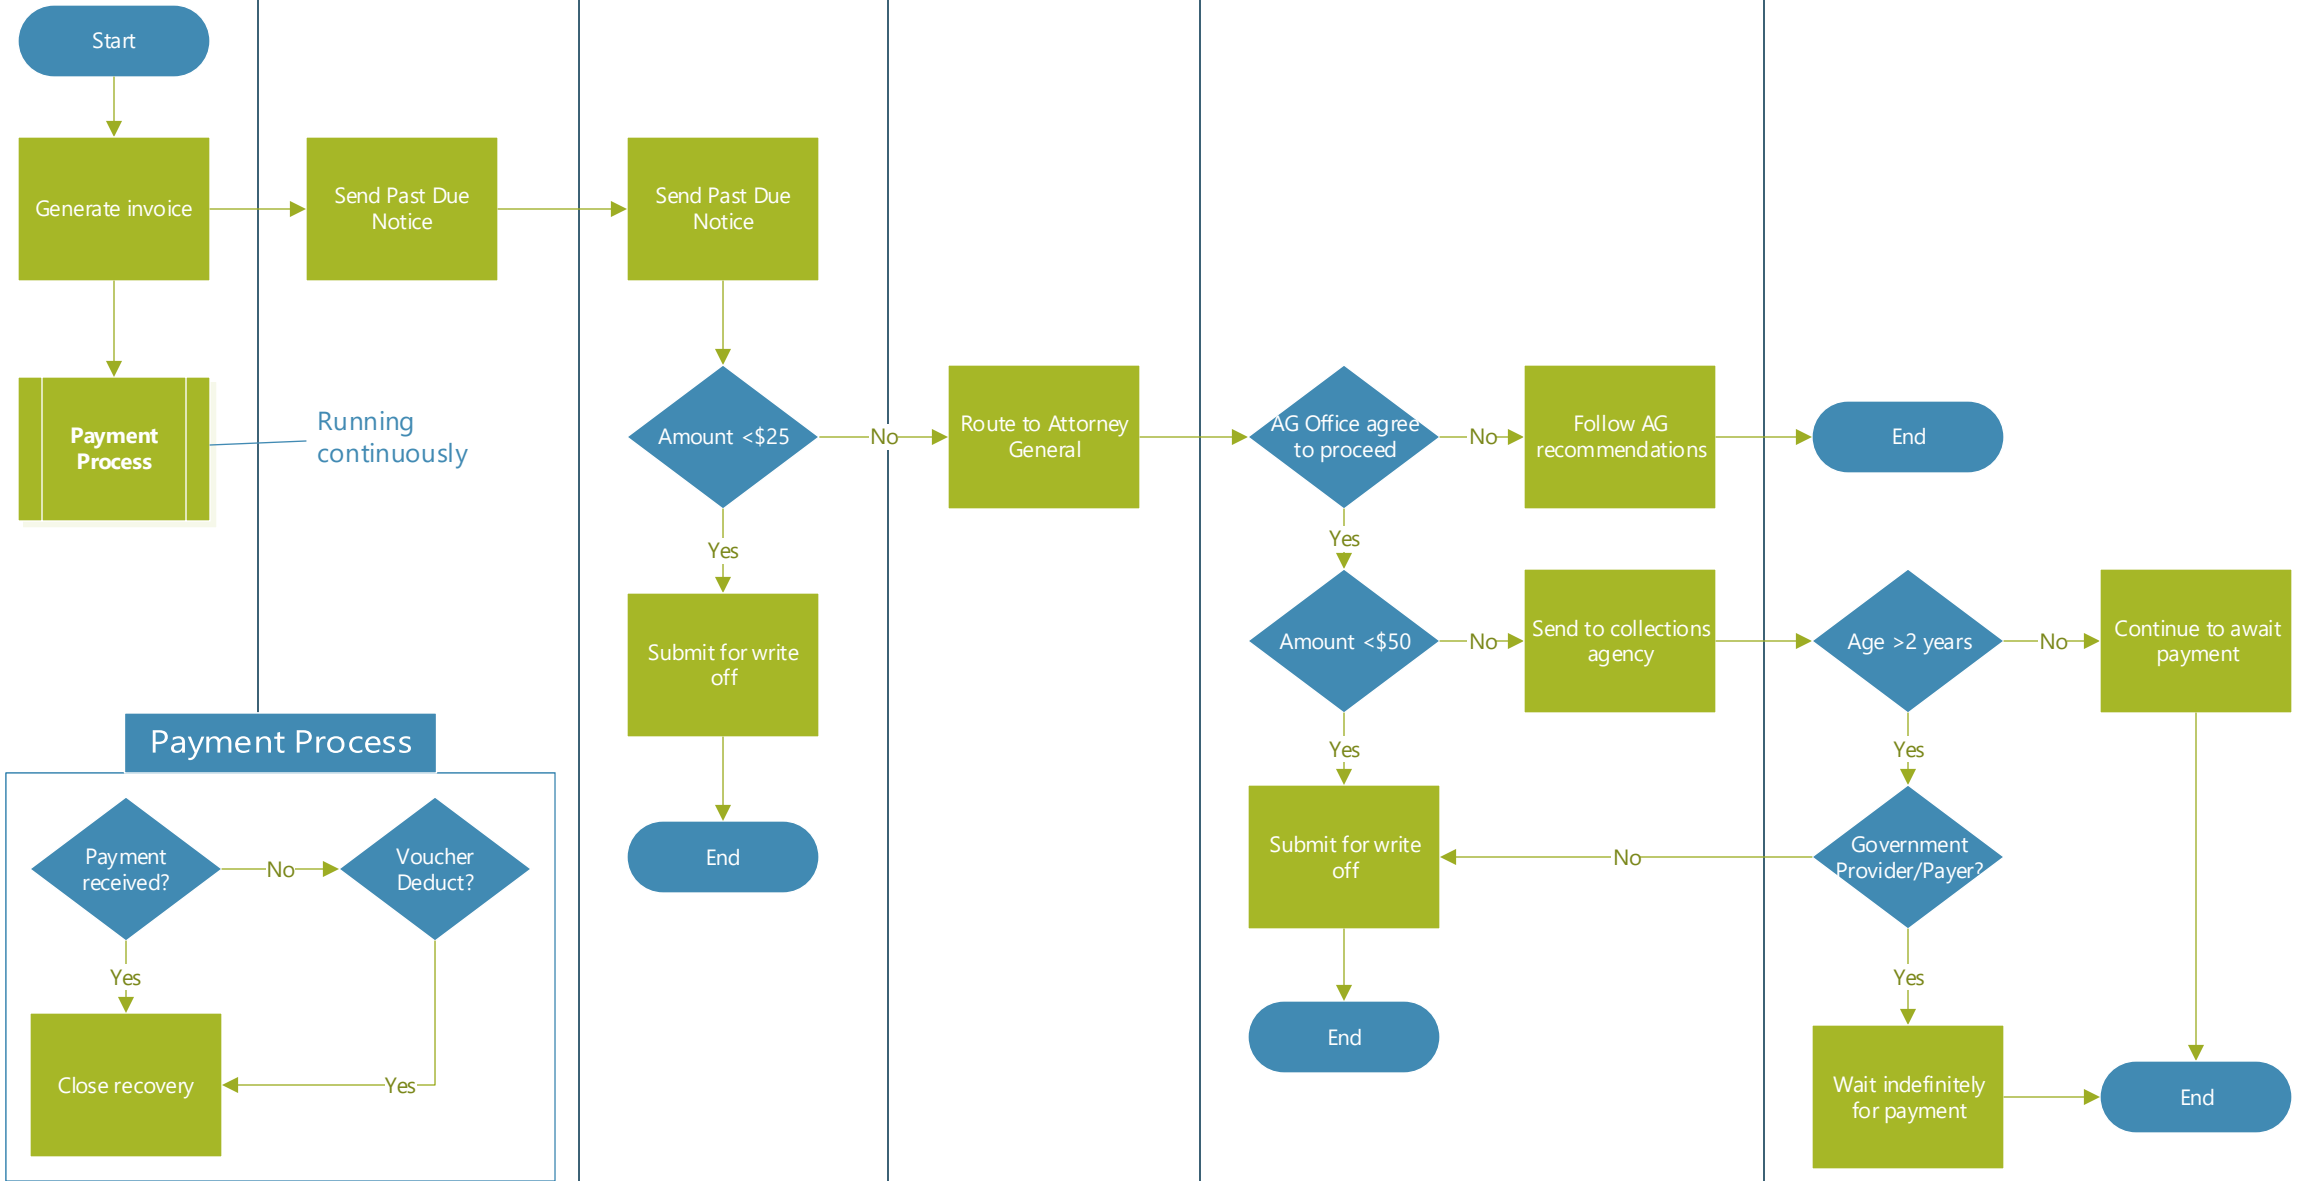 Start
Generate invoice
Send Past Due
Notice
Send Past Due
Notice
Payment
Process
Running
continuously
Amount <$25
No
Route to Attorney
General
AG Office agree
to proceed
No
Follow AG
recommendations
End
Yes
Yes
Submit for write
off
Amount <$50
No
Send to collections
agency
Age >2 years
No
Continue to await
payment
Yes
Yes
End
Submit for write
off
No
Government
Provider/Payer?
Yes
End
Wait indefinitely
for payment
End
Payment Process
Payment
received?
No
Voucher
Deduct?
Yes
Close recovery
Yes